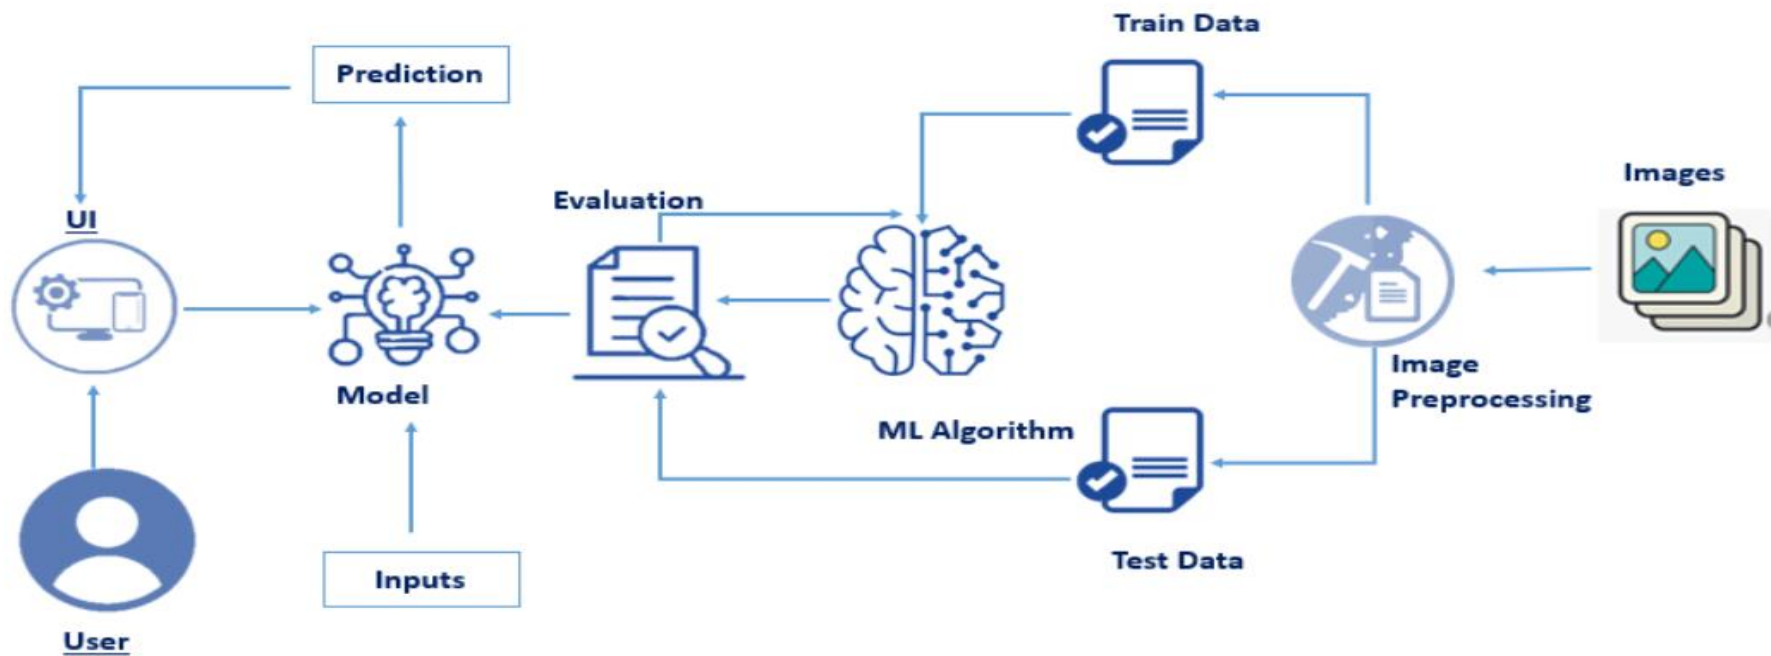 Train Data
Prediction
Images
Evaluation
UI
Image
Preprocessing
Model
ML Algorithm
Test Data
Inputs
User